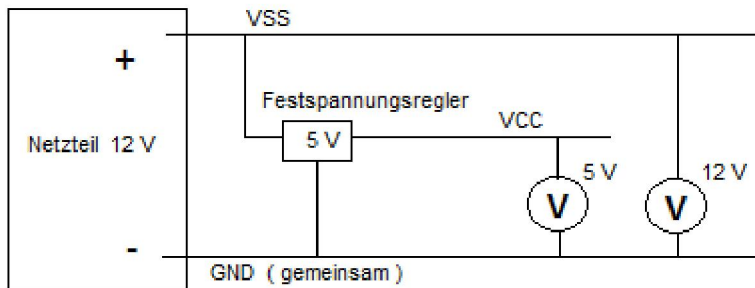 VSS
+
Festspannungsregler
VCC
Netzteil 12 V
5 V
5 V
12 V
V
V
-
GND ( gemeinsam )